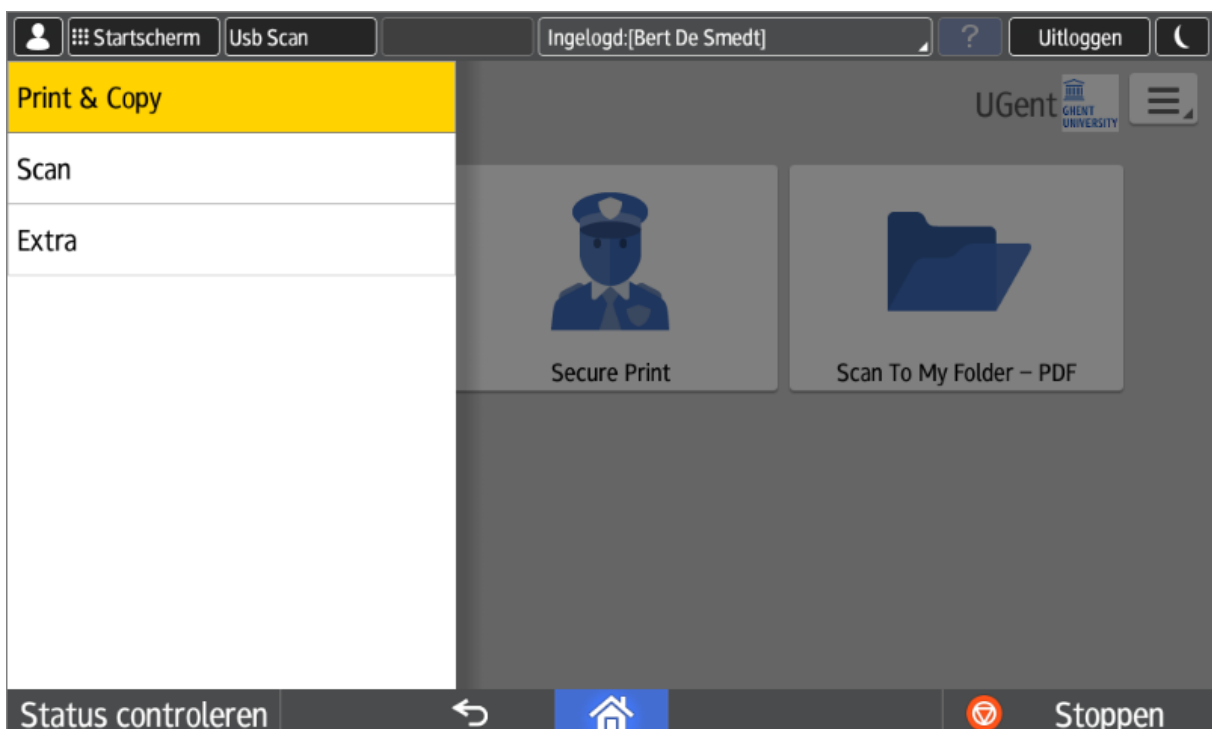 Startscherm
Usb Scan
Ingelogd:[Bert De Smedt]
?
Uitloggen
Print & Copy
Scan
Extra
UGent
GHENT
UNIVERSITY
Secure Print
Scan To My Folder – PDF
Status controleren
Stoppen